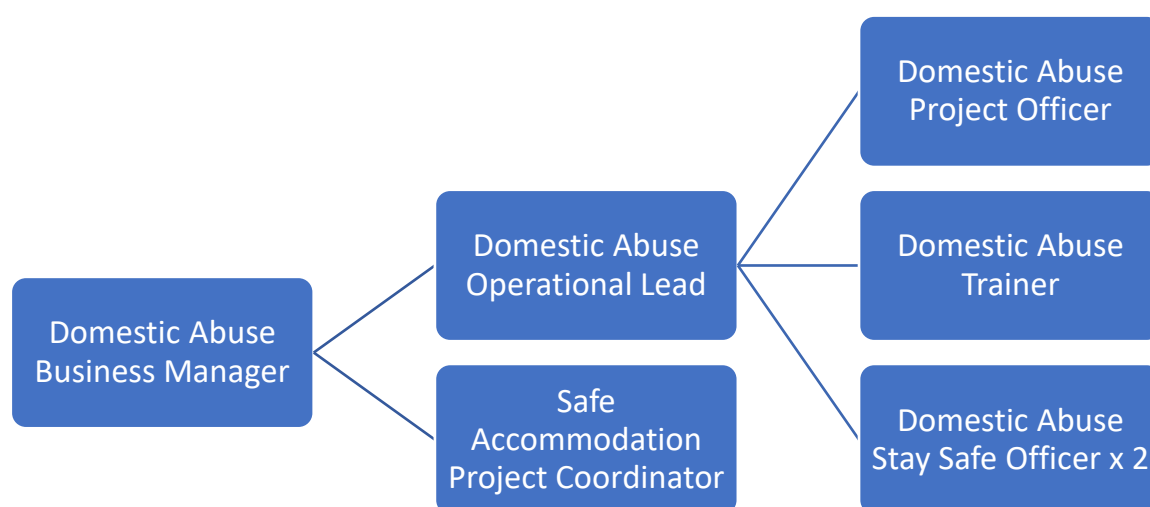 Domestic Abuse
Business Manager
Domestic Abuse
Operational Lead
Safe
Accommodation
Project Coordinator
Domestic Abuse
Project Officer
Domestic Abuse
Trainer
Domestic Abuse
Stay Safe Officer x 2